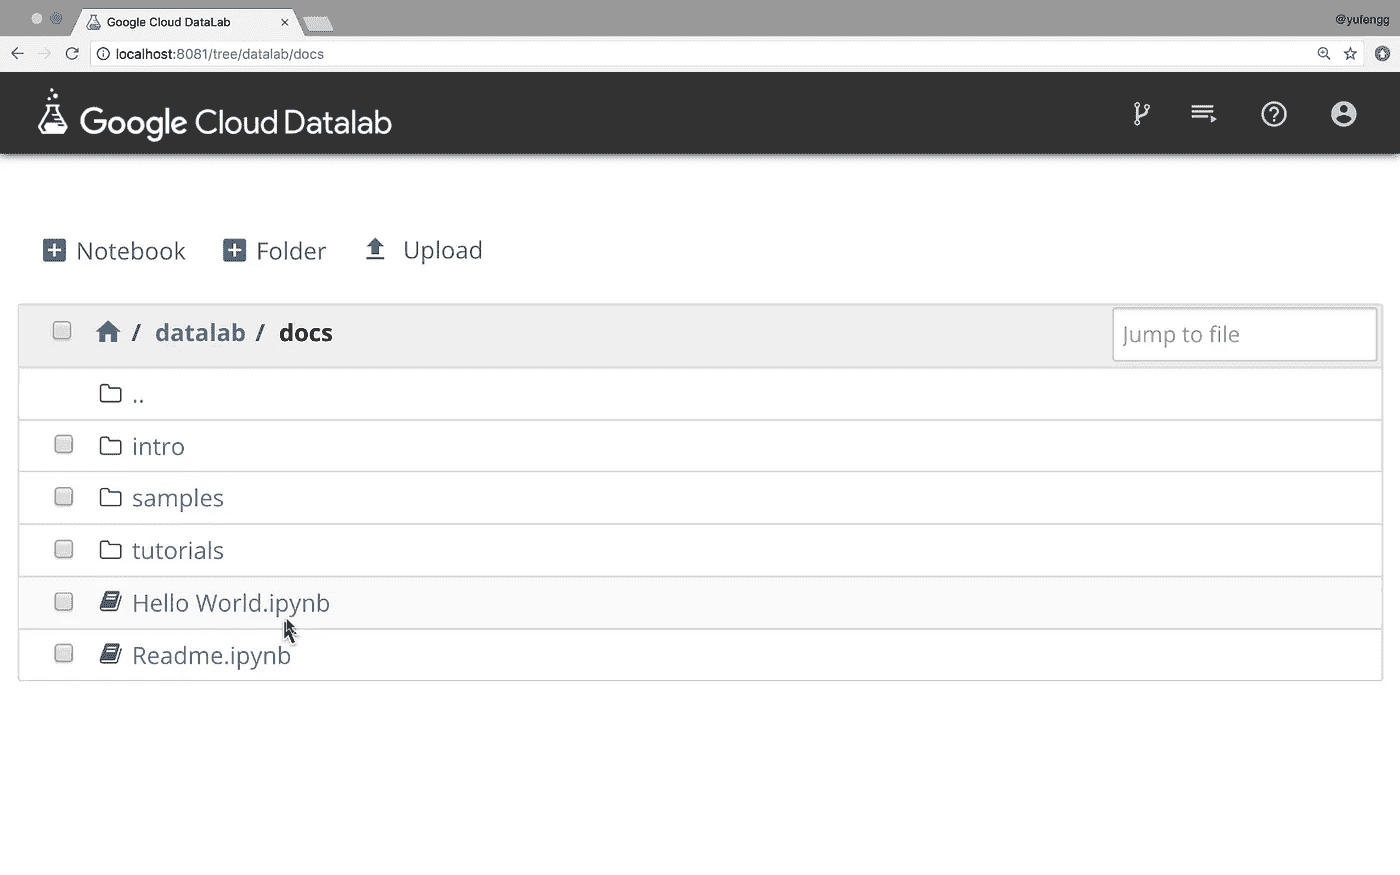 Google Cloud DataLab
@yufengg
localhost:8081/tree/datalab/docs
Google Cloud Datalab
Notebook Folder Upload
/ datalab / docs Jump to file
..
intro
samples
tutorials
Hello World.ipynb
Readme.ipynb